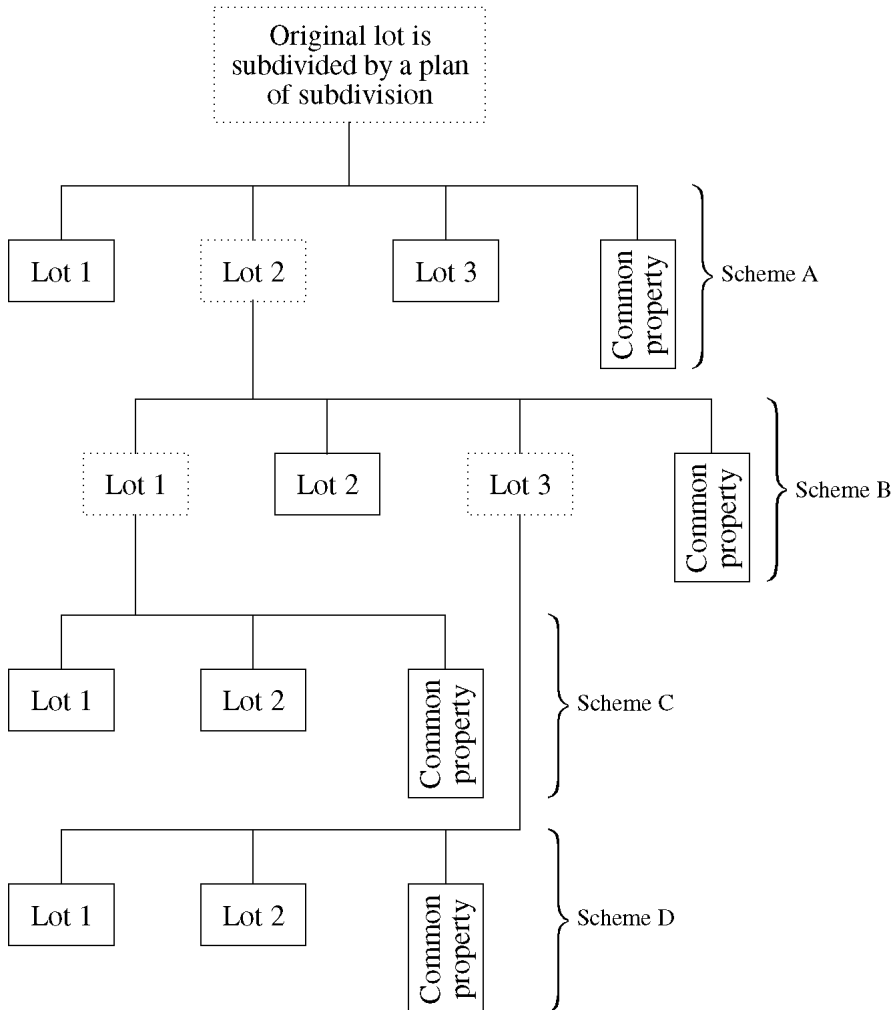 Original lot is
subdivided by a plan
of subdivision
Lot 1
Lot 2
Lot 3
Common
property
Scheme A
Lot 1
Lot 2
Lot 3
Common
property
Scheme B
Lot 1
Lot 2
Common
property
Scheme C
Lot 1
Lot 2
Common
property
Scheme D